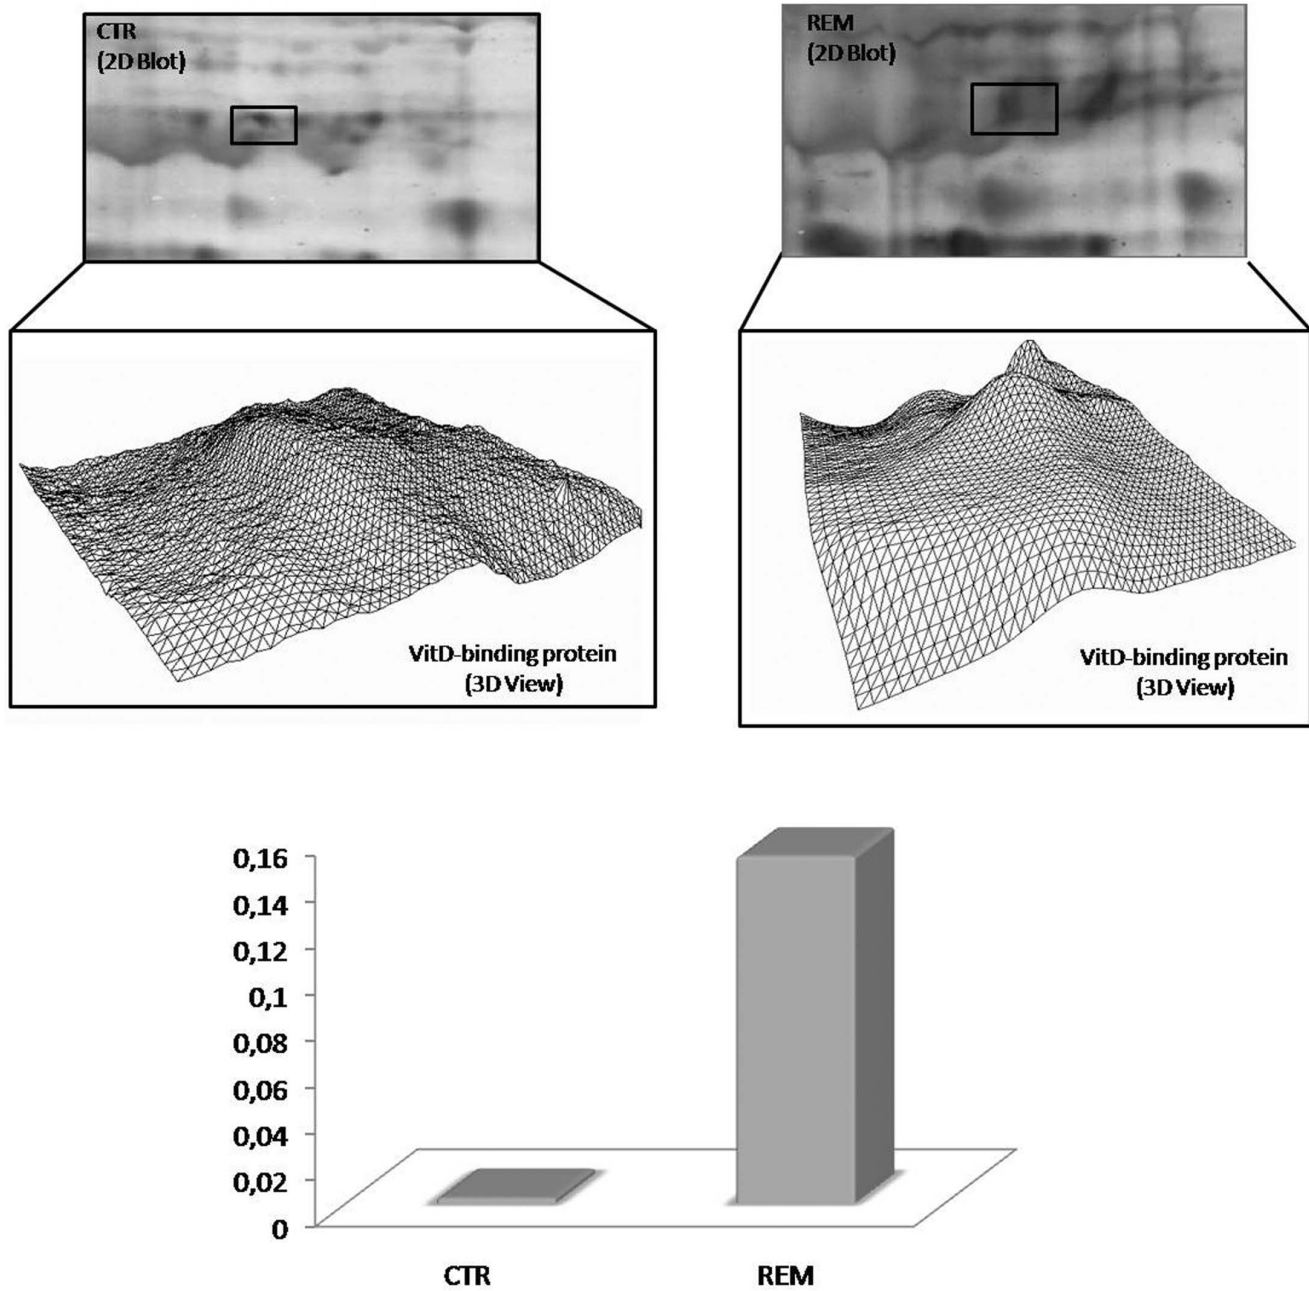 CTR
(2D Blot)
REM
(2D Blot)
VitD-binding protein
(3D View)
VitD-binding protein
(3D View)
0,16
0,14
0,12
0,1
0,08
0,06
0,04
0,02
0
CTR
REM